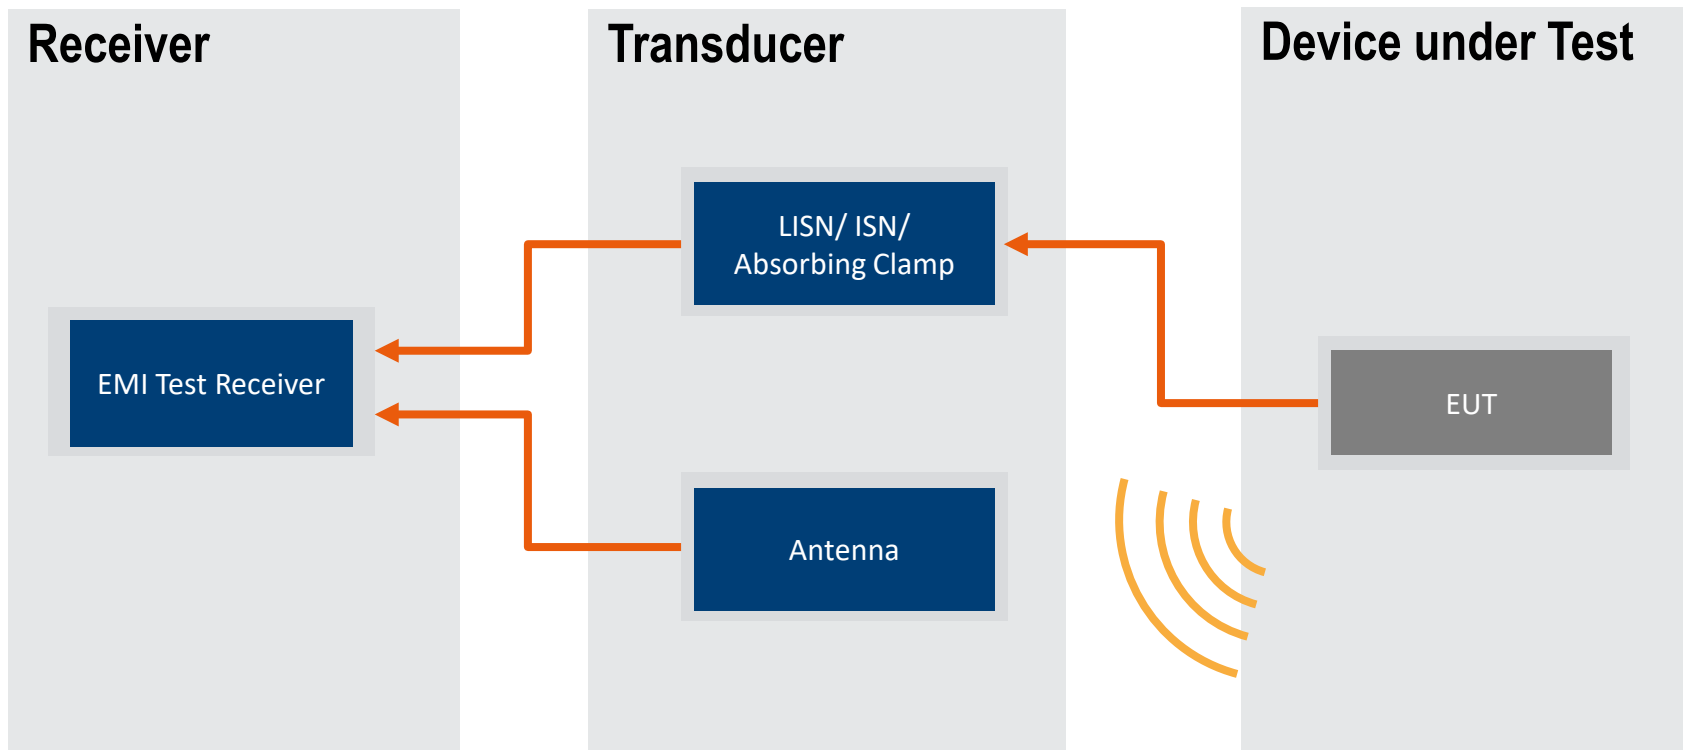 Receiver
Transducer
Device under Test
LISN/ ISN/
Absorbing Clamp
EMI Test Receiver
EUT
Antenna